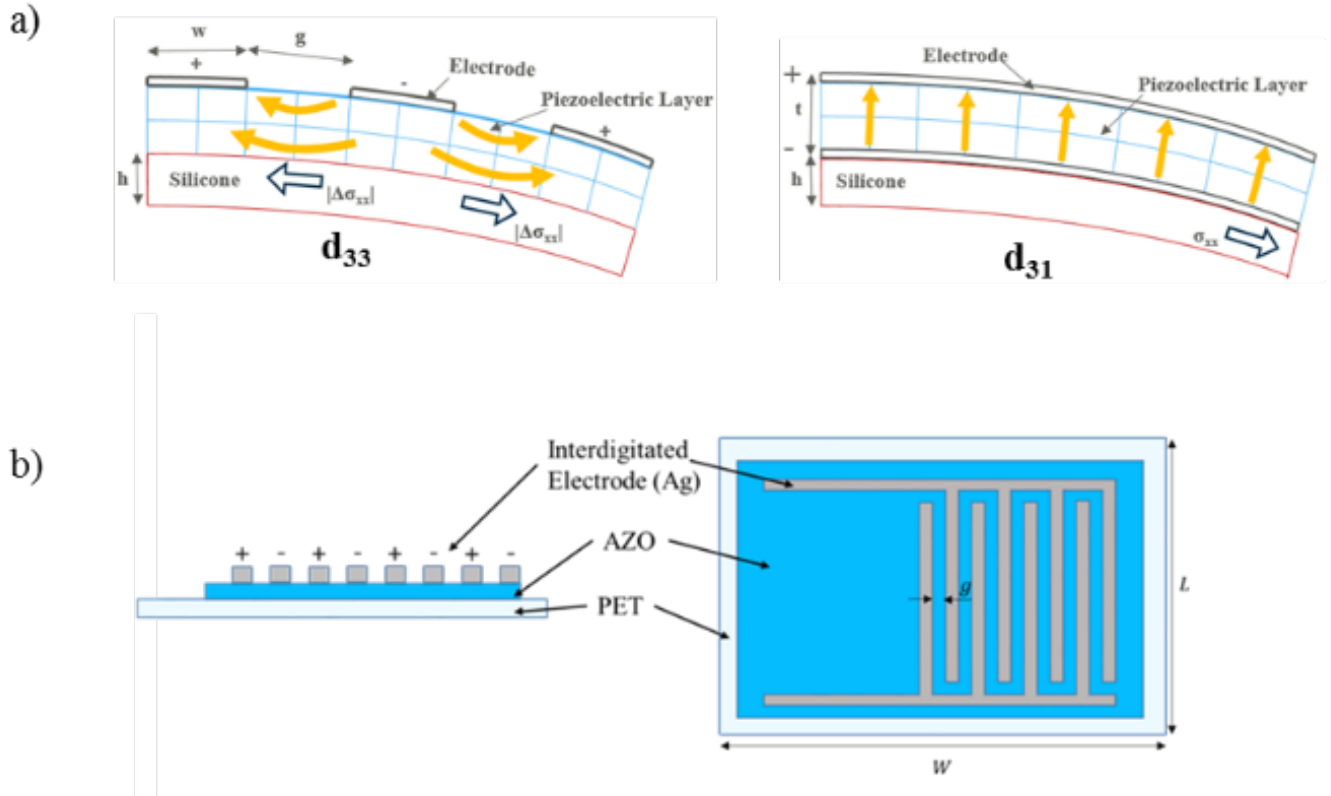 a)
w
g
+
-
+
Electrode
Piezoelectric Layer
h
Silicone
|Δσxx|
|Δσxx|
d33
+
t
-
h
Electrode
Piezoelectric Layer
Silicone
σxx
d31
b)
Interdigitated
Electrode (Ag)
+ - + - + - + -
AZO
PET
g
L
W